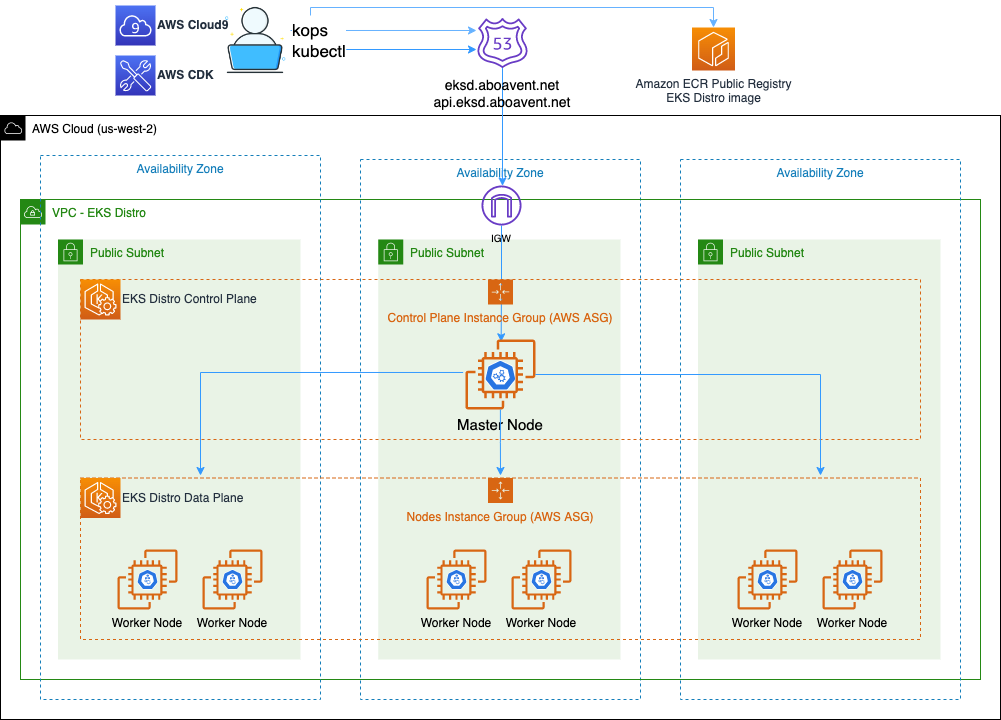 9
AWS Cloud9
AWS CDK
kops
kubectl
53
eksd.aboavent.net
api.eksd.aboavent.net
Amazon ECR Public Registry
EKS Distro image
AWS Cloud (us-west-2)
Availability Zone
Availability Zone
Availability Zone
VPC - EKS Distro
IGW
Public Subnet
Public Subnet
Public Subnet
K
EKS Distro Control Plane
Control Plane Instance Group (AWS ASG)
Master Node
K
EKS Distro Data Plane
Nodes Instance Group (AWS ASG)
Worker Node
Worker Node
Worker Node
Worker Node
Worker Node
Worker Node